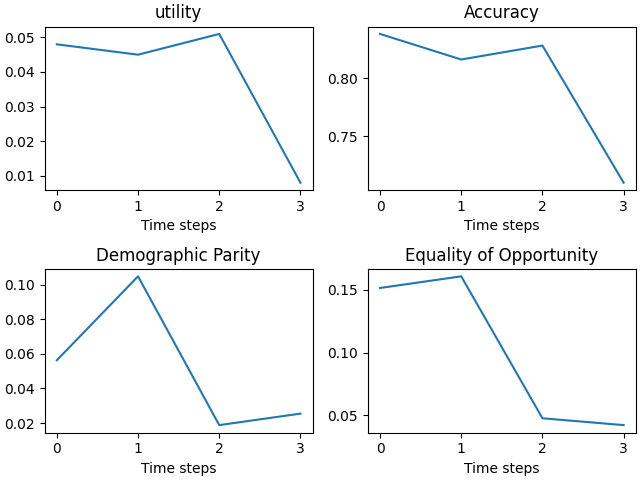 utility
0.05
0.04
0.03
0.02
0.01
0 1 2 3
Time steps
Accuracy
0.80
0.75
0 1 2 3
Time steps
Demographic Parity
0.10
0.08
0.06
0.04
0.02
0 1 2 3
Time steps
Equality of Opportunity
0.15
0.10
0.05
0 1 2 3
Time steps